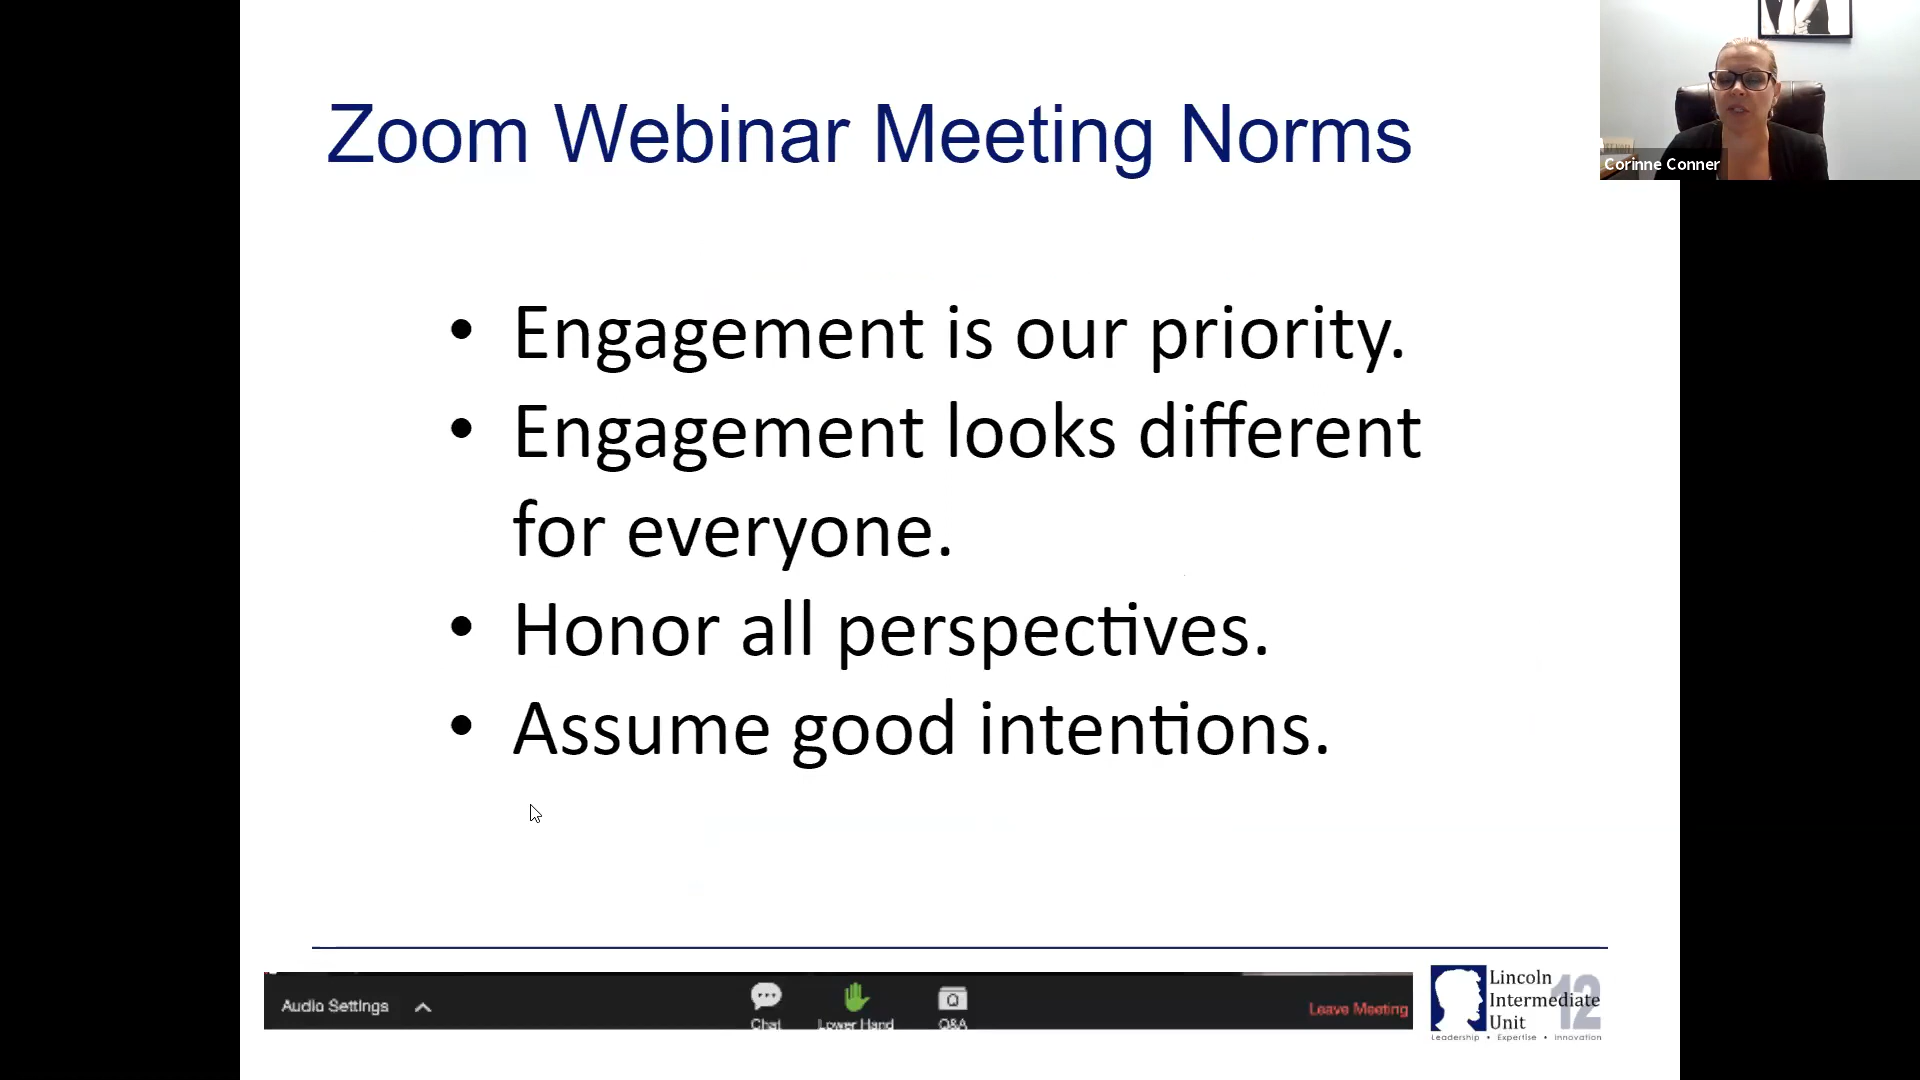 Zoom Webinar Meeting Norms
Corinne Conner
• Engagement is our priority.
• Engagement looks different
for everyone.
• Honor all perspectives.
• Assume good intentions.
Audio Settings
Chat
Lower Hand
Q&A
Leave Meeting
Lincoln
Intermediate
Unit
12
Leadership • Expertise • Innovation